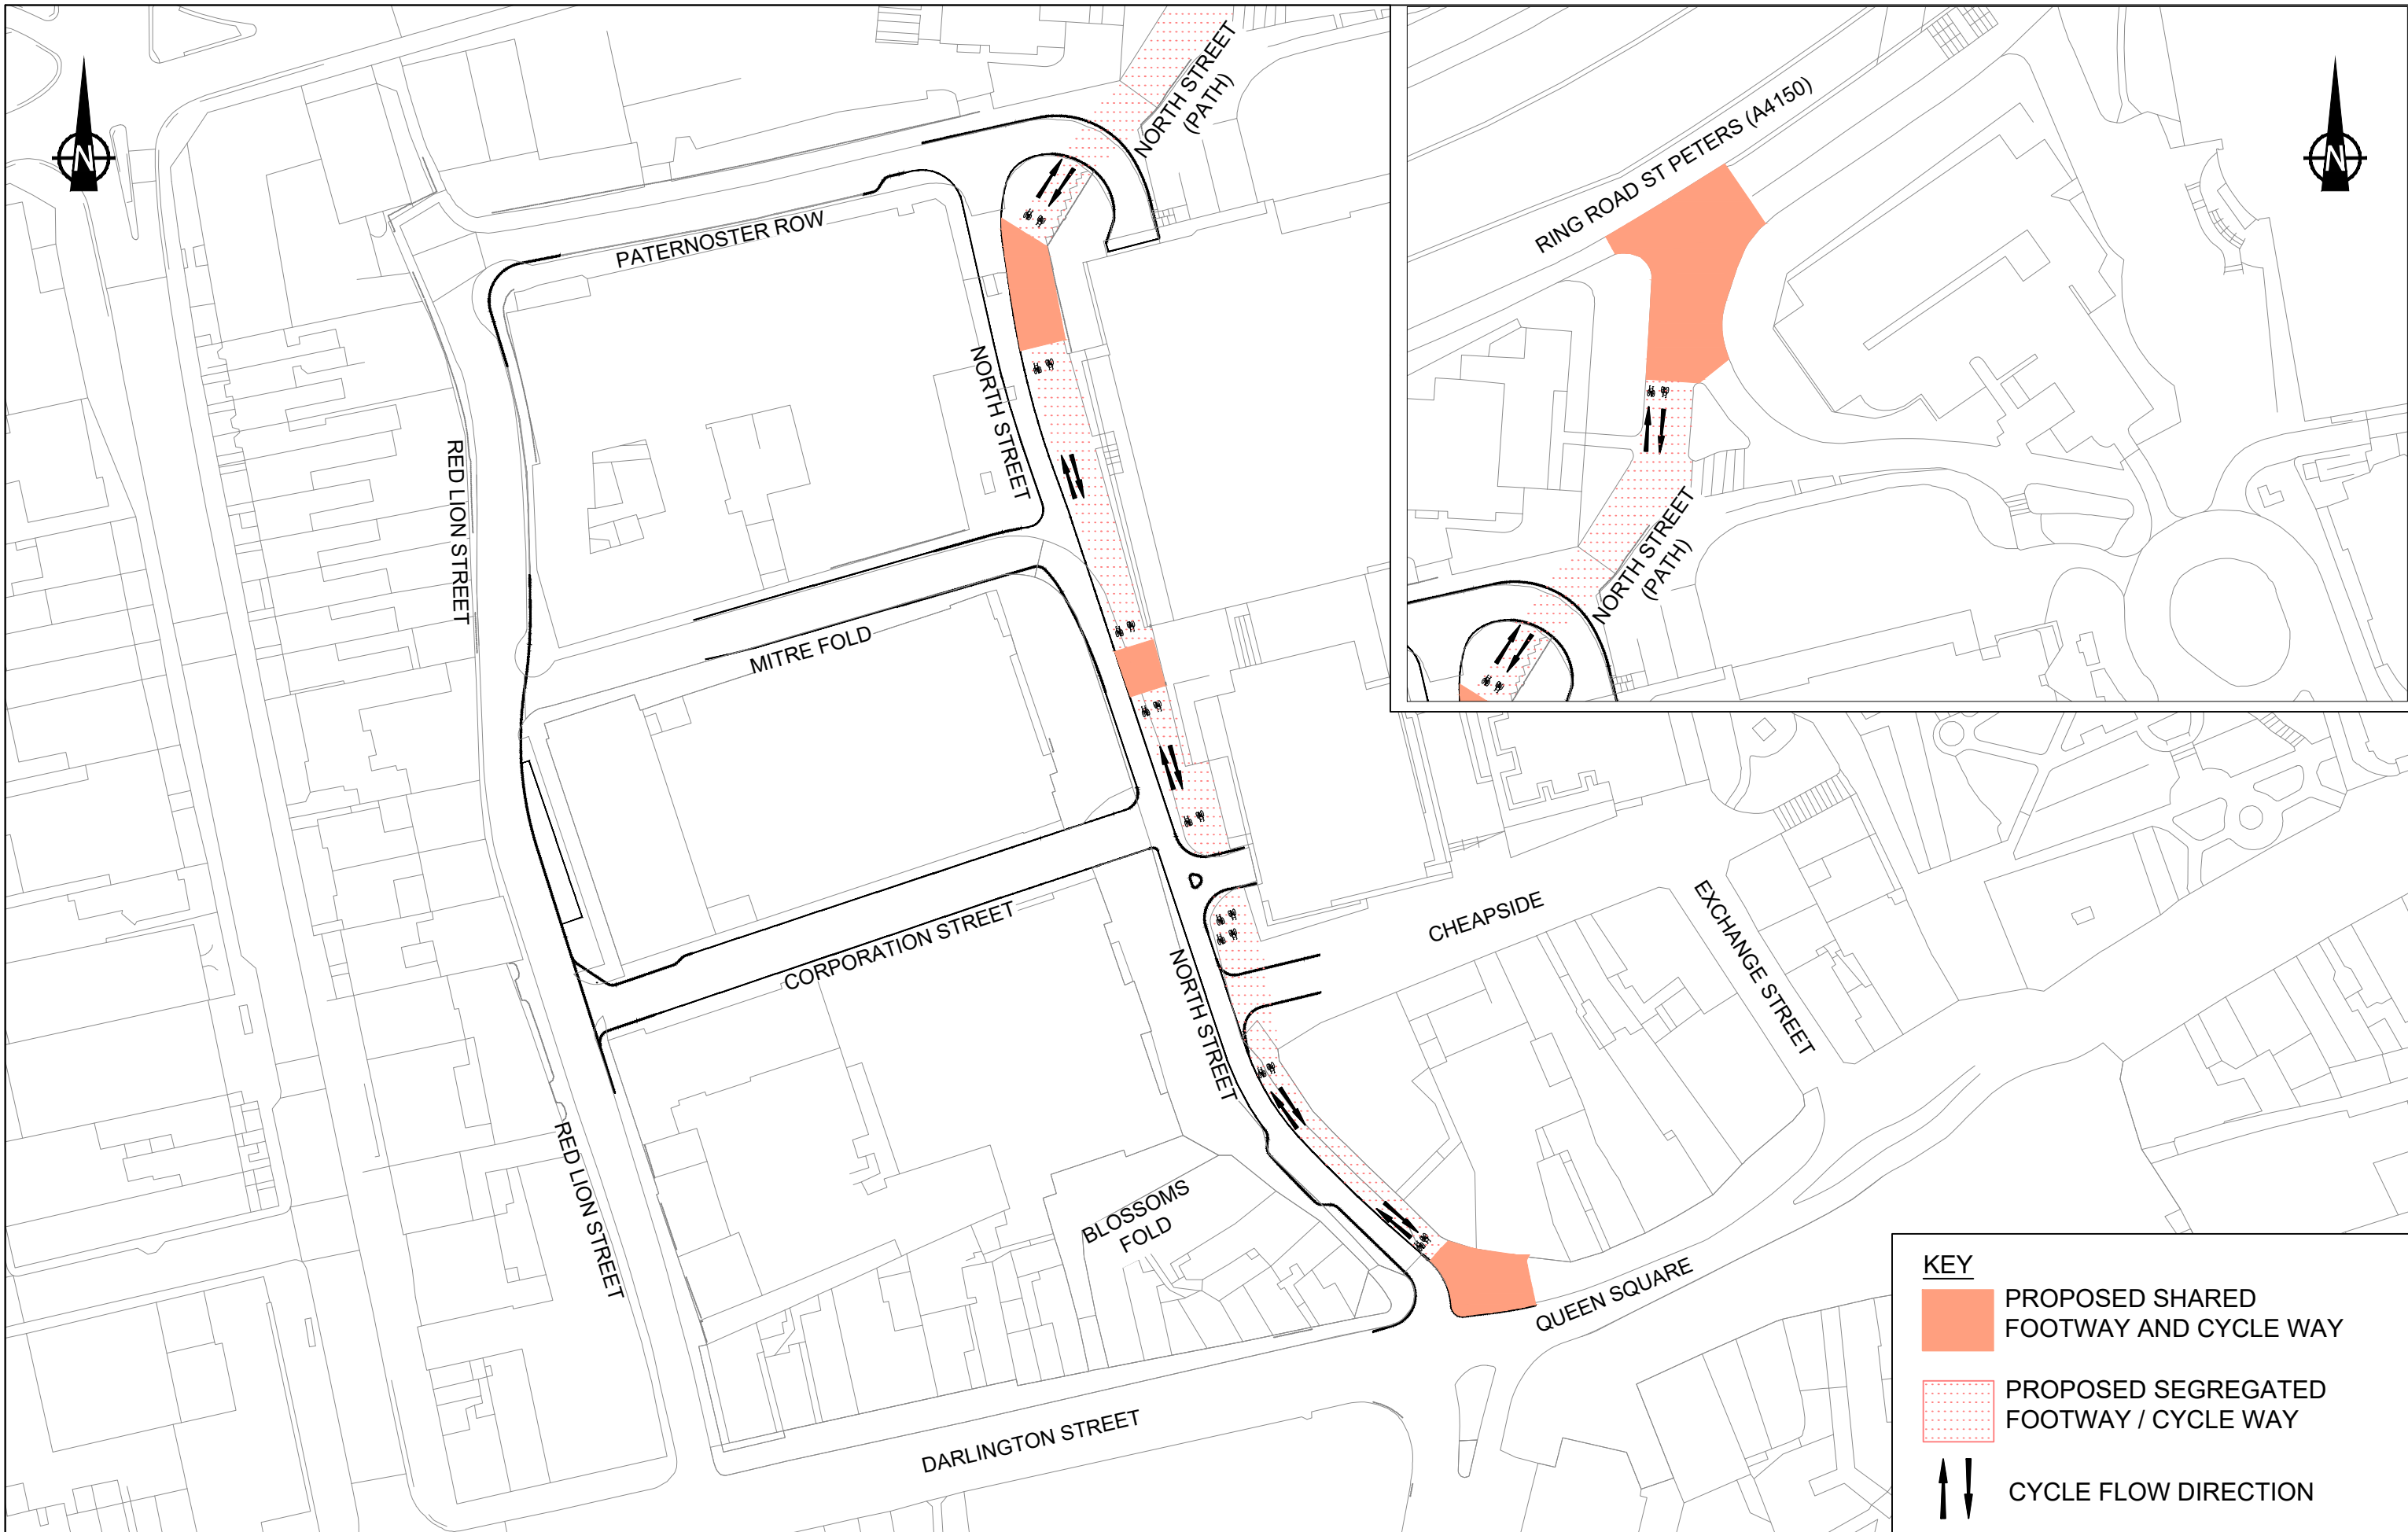 N
NORTH STREET
(PATH)
PATERNOSTER ROW
NORTH STREET
RED LION STREET
MITRE FOLD
CORPORATION STREET
NORTH STREET
CHEAPSIDE
EXCHANGE STREET
RED LION STREET
BLOSSOMS
FOLD
QUEEN SQUARE
DARLINGTON STREET
RING ROAD ST PETERS (A4150)
N
NORTH STREET
(PATH)
KEY
PROPOSED SHARED
FOOTWAY AND CYCLE WAY
PROPOSED SEGREGATED
FOOTWAY / CYCLE WAY
CYCLE FLOW DIRECTION